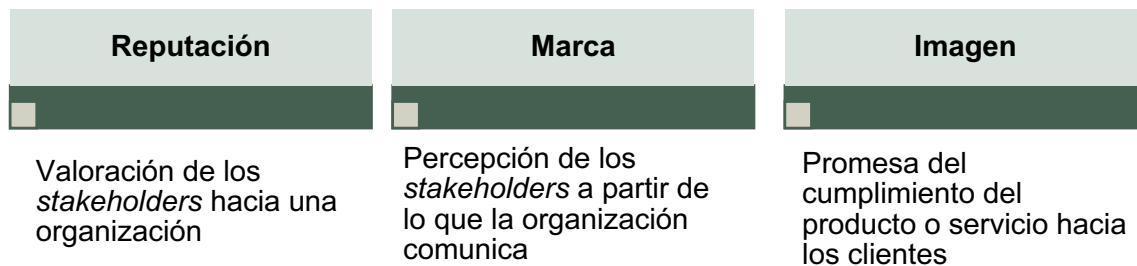 Reputación
Valoración de los
stakeholders hacia una
organización
Marca
Percepción de los
stakeholders a partir de
lo que la organización
comunica
Imagen
Promesa del
cumplimiento del
producto o servicio hacia
los clientes